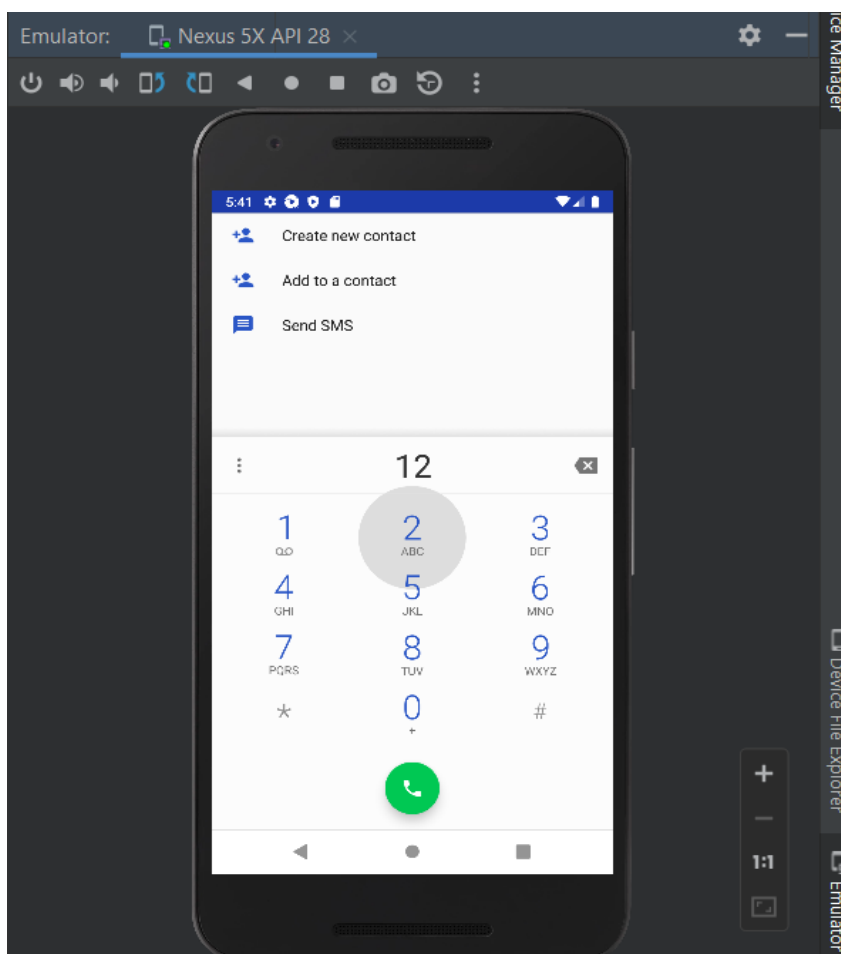 Emulator: Nexus 5X API 28
5:41
Create new contact
Add to a contact
Send SMS
12
1 2 3
ABC DEF
4 5 6
GHI JKL MNO
7 8 9
PQRS TUV WXYZ
* 0 #
+
1:1
Manager
Device File Explorer
Emulator